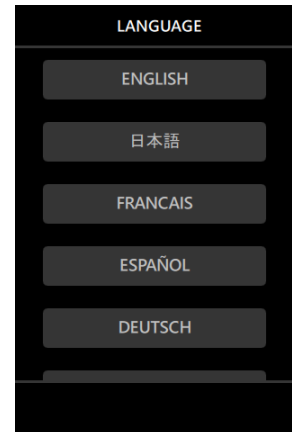 LANGUAGE
ENGLISH
日本語
FRANCAIS
ESPAÑOL
DEUTSCH